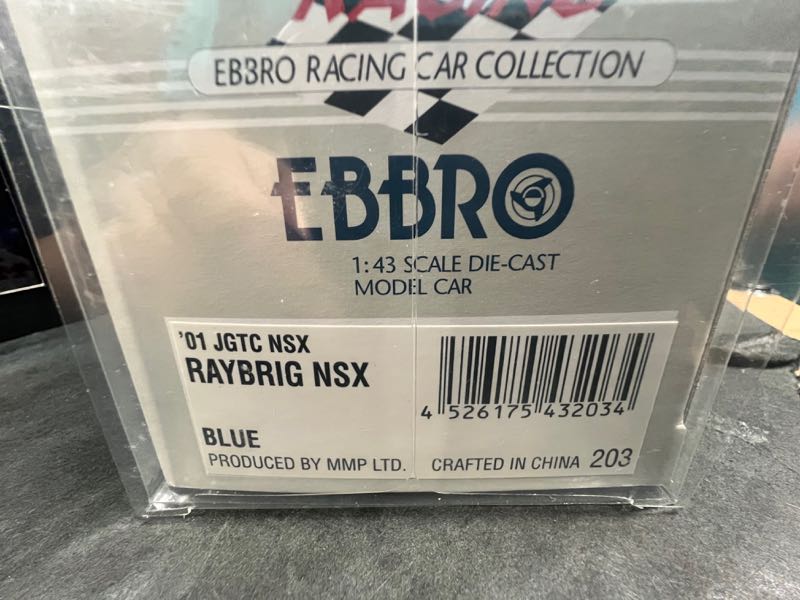 RACING
EBBRO RACING CAR COLLECTION
EBBRO
1:43 SCALE DIE-CAST
MODEL CAR
'01 JGTC NSX
RAYBRIG NSX
4 526175 432034
BLUE
PRODUCED BY MMP LTD. CRAFTED IN CHINA 203